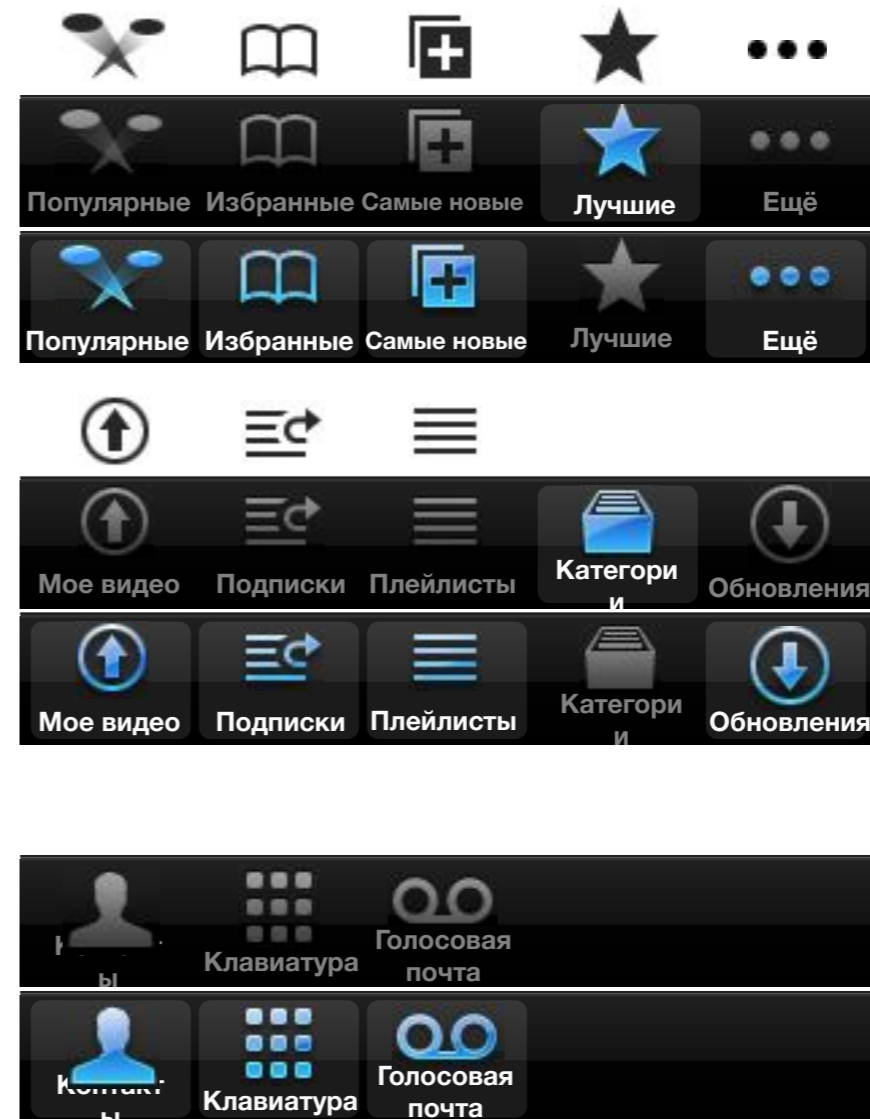 Популярные Избранные Самые новые Лучшие Ещё
Популярные Избранные Самые новые Лучшие Ещё
Мое видео Подписки Плейлисты Категори Обновления
и
Мое видео Подписки Плейлисты Категори Обновления
и
Голосовая
Клавиатура
ы почта
Голосовая
Контакт Клавиатура
ы почта